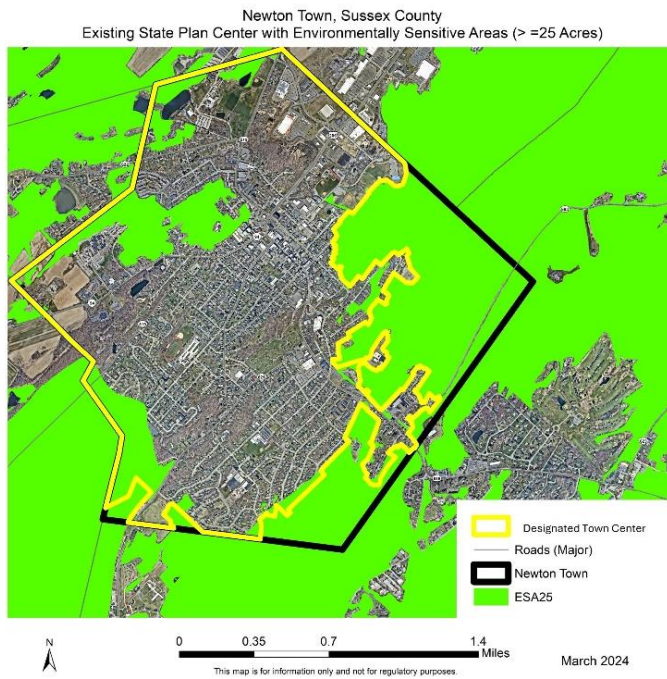 Newton Town, Sussex County
Existing State Plan Center with Environmentally Sensitive Areas (> =25 Acres)
Designated Town Center
Roads (Major)
Newton Town
ESA25
N
0 0.35 0.7 1.4
Miles
This map is for information only and not for regulatory purposes.
March 2024